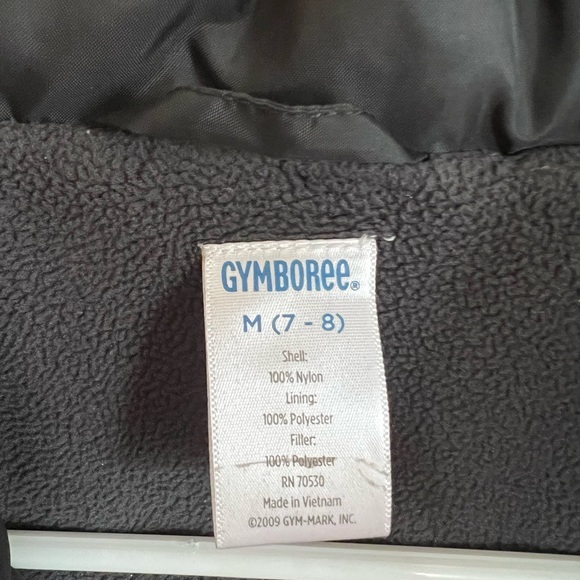 GYMBORee®
M (7 - 8)
Shell:
100% Nylon
Lining:
100% Polyester
Filler:
100% Polyester
RN 70530
Made in Vietnam
©2009 GYM-MARK, INC.